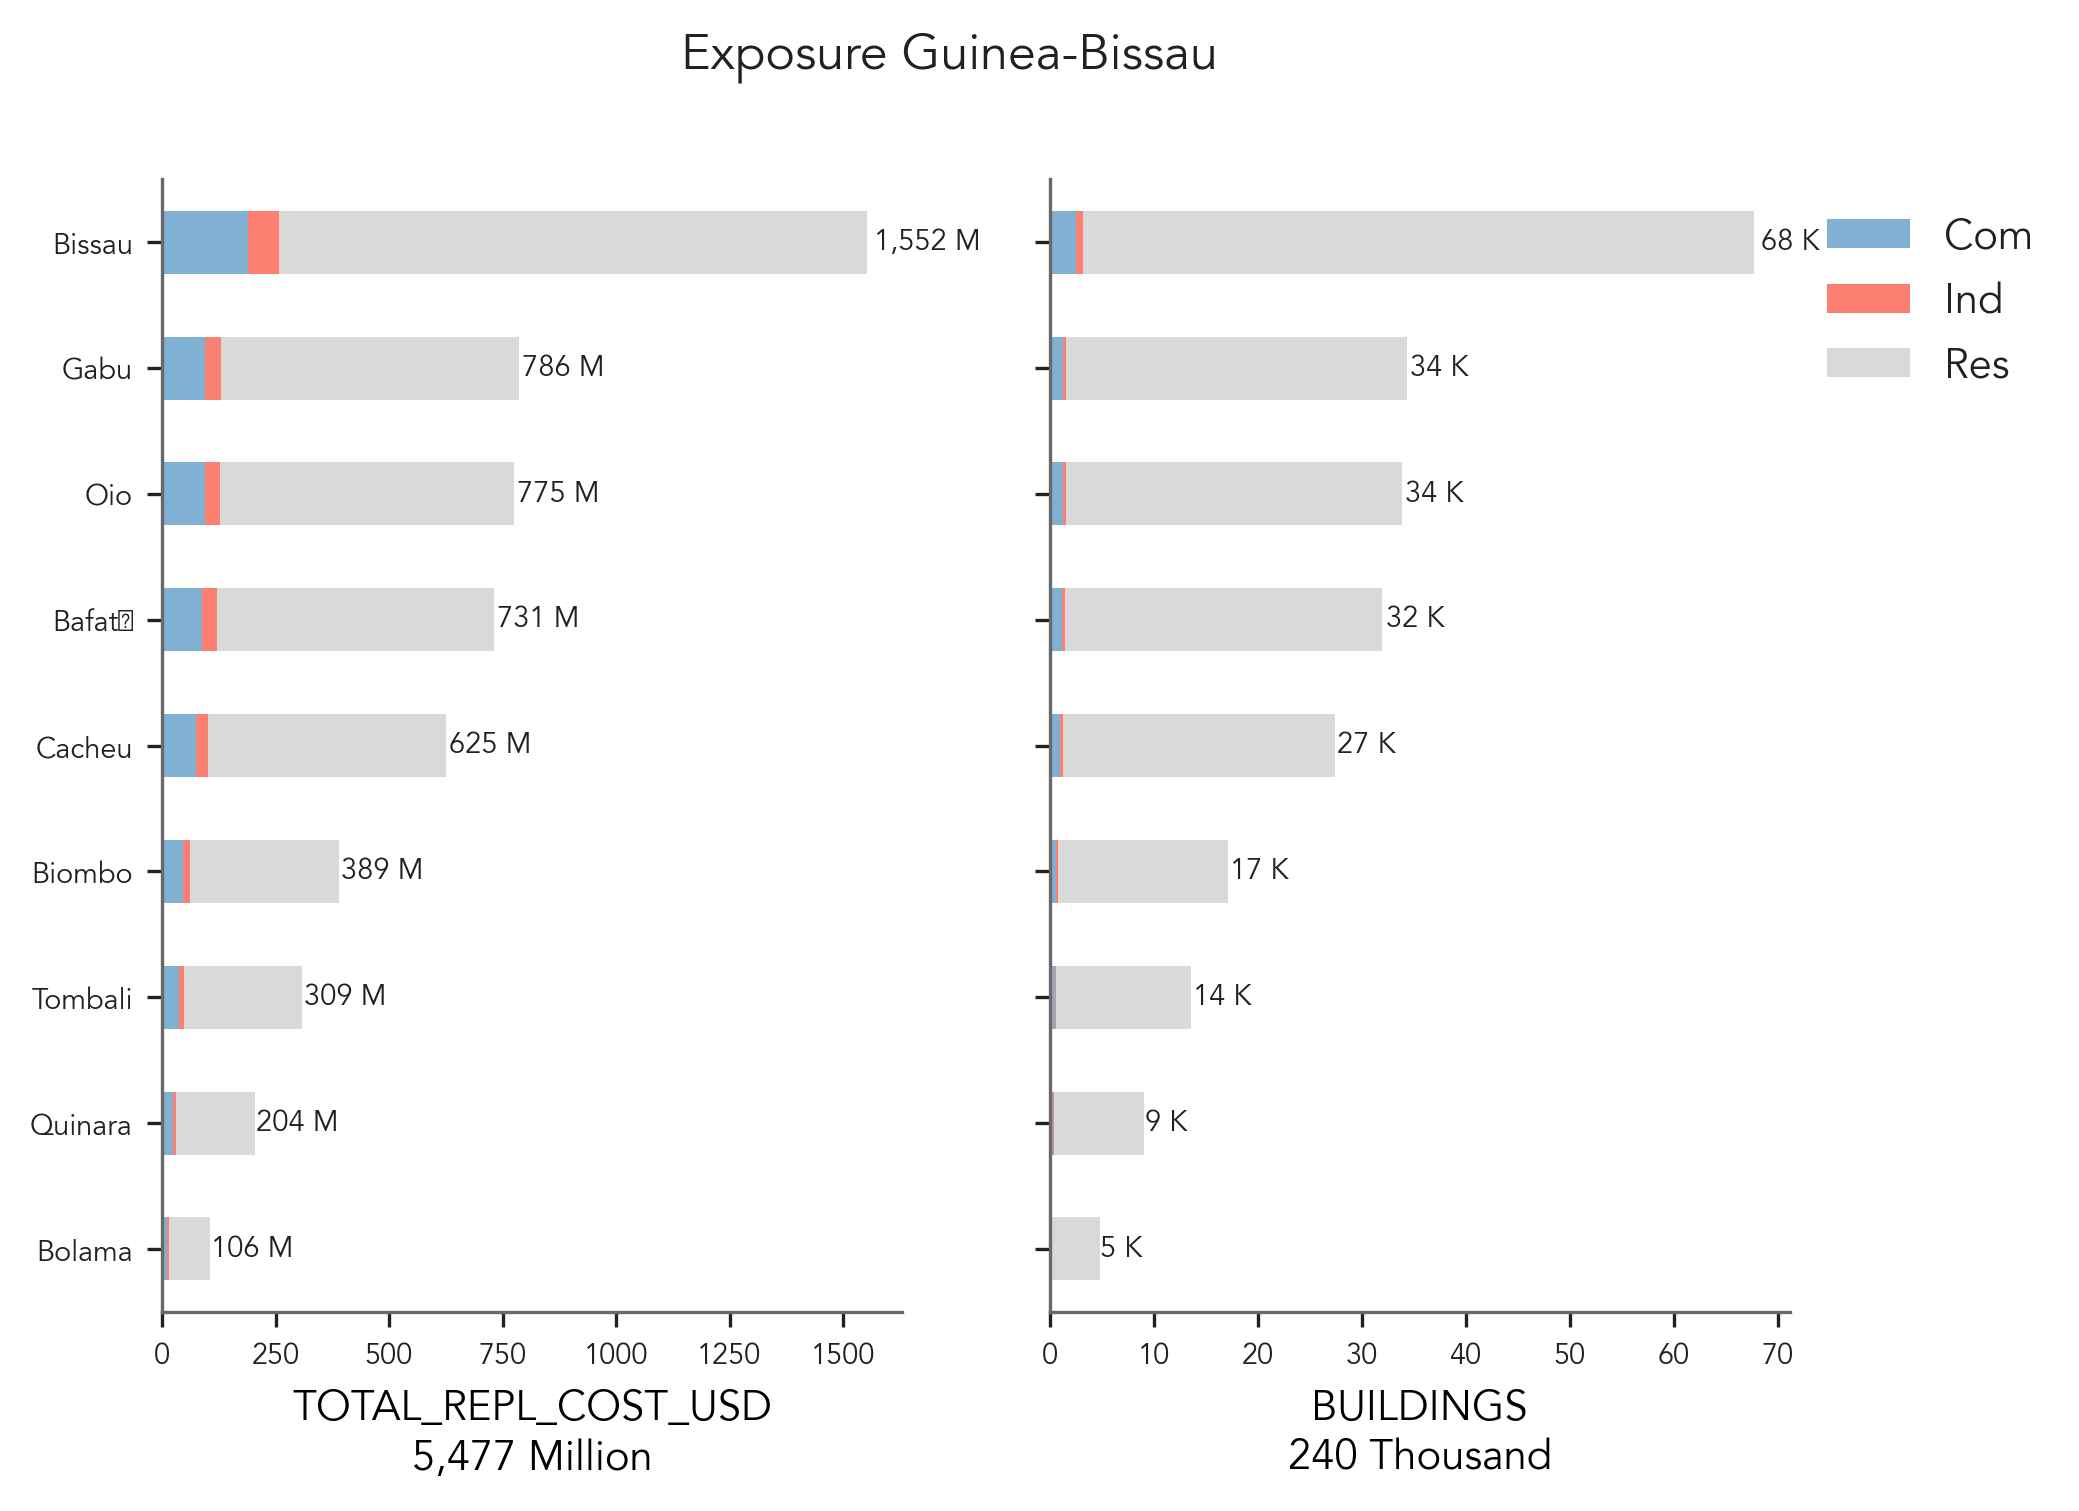 Exposure Guinea-Bissau
Bissau
Gabu
Oio
Bafat�
Cacheu
Biombo
Tombali
Quinara
Bolama
1,552 M
786 M
775 M
731 M
625 M
389 M
309 M
204 M
106 M
0 250 500 750 1000 1250 1500
TOTAL_REPL_COST_USD
5,477 Million
68 K
34 K
34 K
32 K
27 K
17 K
14 K
9 K
5 K
0 10 20 30 40 50 60 70
BUILDINGS
240 Thousand
Com
Ind
Res